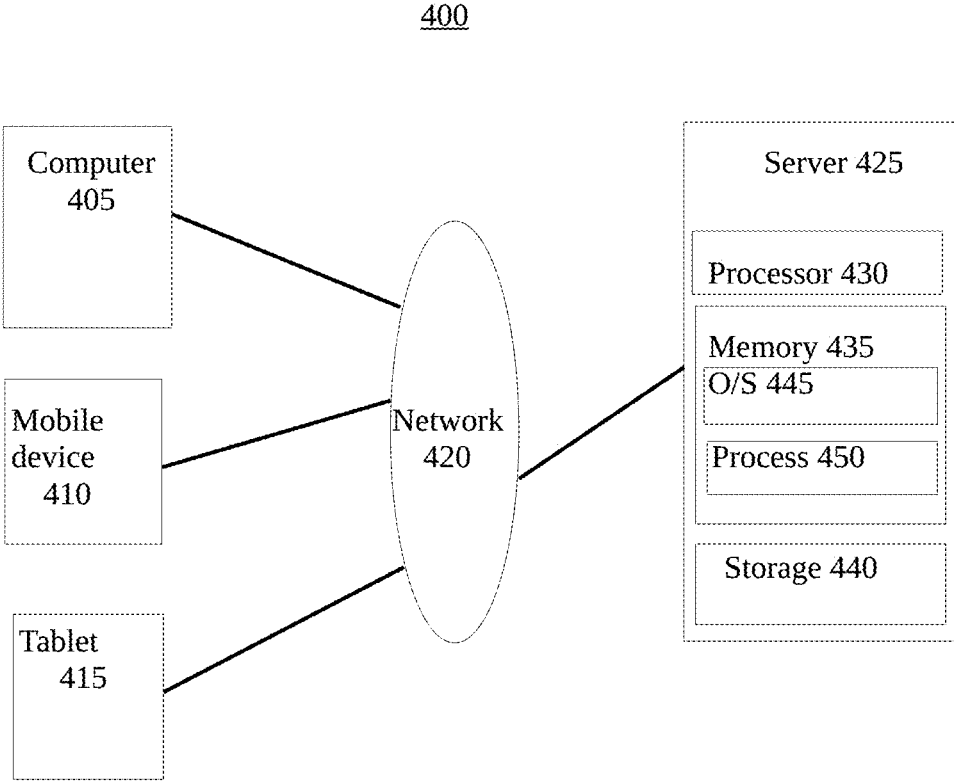 400
Computer
405
Mobile
device
410
Tablet
415
Network
420
Server 425
Processor 430
Memory 435
O/S 445
Process 450
Storage 440